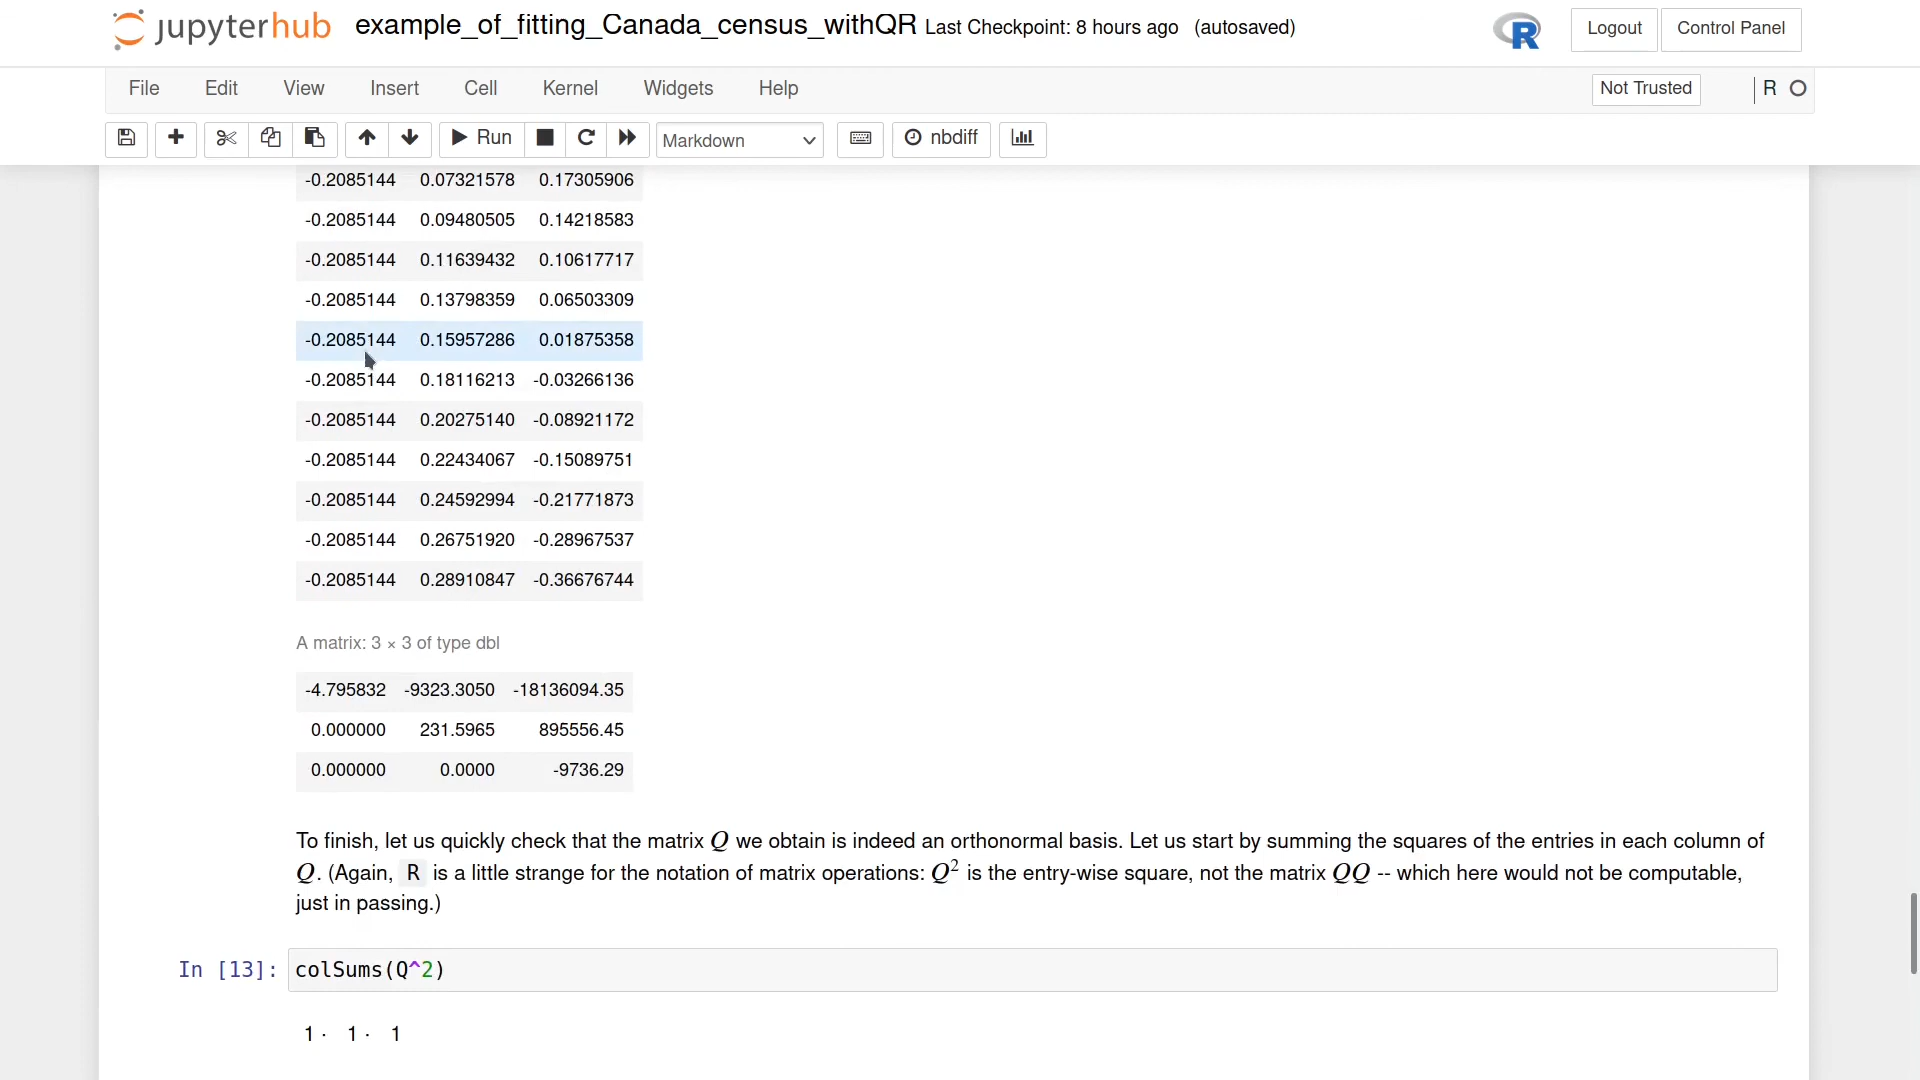 jupyterhub example_of_fitting_Canada_census_withQR Last Checkpoint: 8 hours ago (autosaved) R Logout Control Panel
File Edit View Insert Cell Kernel Widgets Help Not Trusted R
Run Markdown nbdiff
-0.2085144 0.07321578 0.17305906
-0.2085144 0.09480505 0.14218583
-0.2085144 0.11639432 0.10617717
-0.2085144 0.13798359 0.06503309
-0.2085144 0.15957286 0.01875358
-0.2085144 0.18116213 -0.03266136
-0.2085144 0.20275140 -0.08921172
-0.2085144 0.22434067 -0.15089751
-0.2085144 0.24592994 -0.21771873
-0.2085144 0.26751920 -0.28967537
-0.2085144 0.28910847 -0.36676744
A matrix: 3 × 3 of type dbl
-4.795832 -9323.3050 -18136094.35
0.000000 231.5965 895556.45
0.000000 0.0000 -9736.29
To finish, let us quickly check that the matrix Q we obtain is indeed an orthonormal basis. Let us start by summing the squares of the entries in each column of
Q. (Again, R is a little strange for the notation of matrix operations: Q² is the entry-wise square, not the matrix QQ -- which here would not be computable,
just in passing.)
In [13]: colSums(Q^2)
1 · 1 · 1